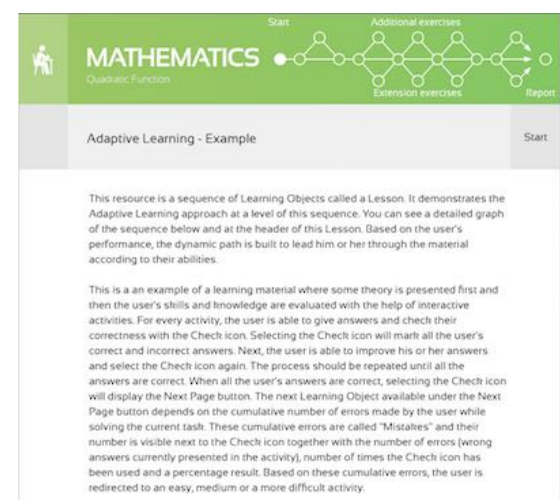 Start
Additional exercises
MATHEMATICS
Quadratic Function
Extension exercises
Report
Adaptive Learning - Example
Start
This resource is a sequence of Learning Objects called a Lesson. It demonstrates the
Adaptive Learning approach at a level of this sequence. You can see a detailed graph
of the sequence below and at the header of this Lesson. Based on the user's
performance, the dynamic path is built to lead him or her through the material
according to their abilities.
This is a an example of a learning material where some theory is presented first and
then the user's skills and knowledge are evaluated with the help of interactive
activities. For every activity, the user is able to give answers and check their
correctness with the Check icon. Selecting the Check icon will mark all the user's
correct and incorrect answers. Next, the user is able to improve his or her answers
and select the Check icon again. The process should be repeated until all the
answers are correct. When all the user's answers are correct, selecting the Check icon
will display the Next Page button. The next Learning Object available under the Next
Page button depends on the cumulative number of errors made by the user while
solving the current task. These cumulative errors are called "Mistakes" and their
number is visible next to the Check icon together with the number of errors (wrong
answers currently presented in the activity), number of times the Check icon has
been used and a percentage result. Based on these cumulative errors, the user is
redirected to an easy, medium or a more difficult activity.